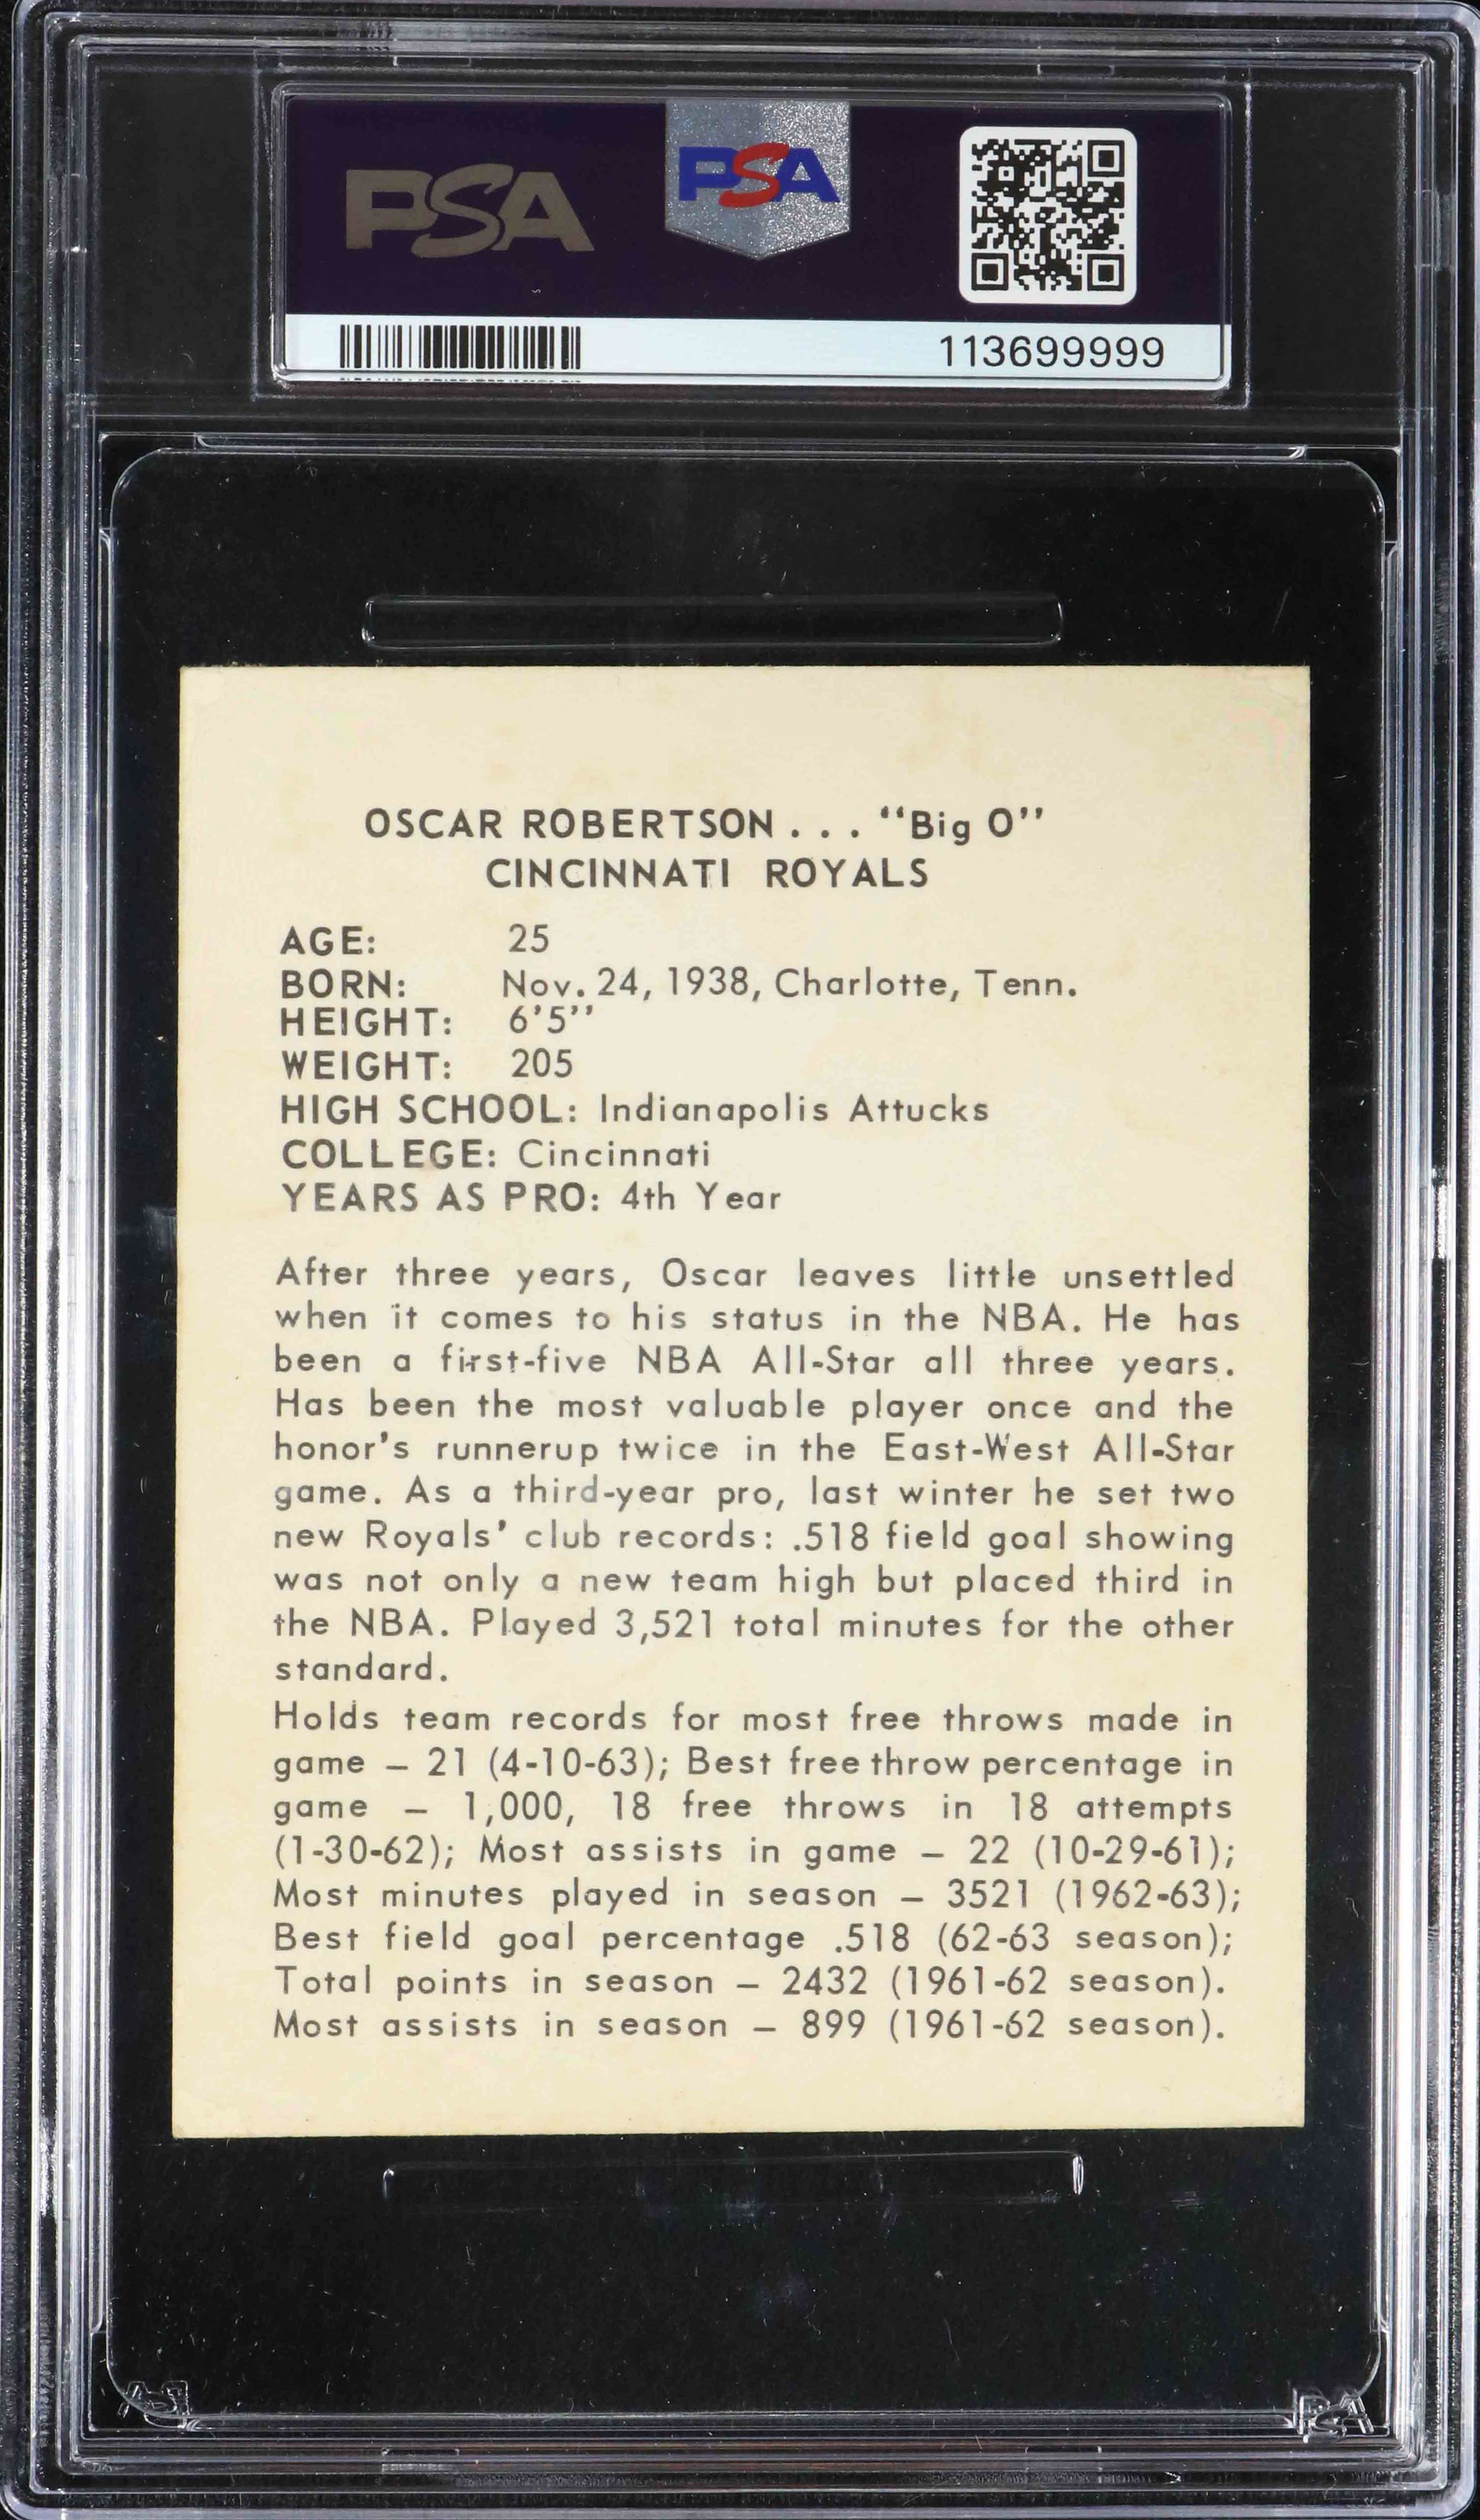 PSA
PSA
113699999
OSCAR ROBERTSON . . . “Big O”
CINCINNATI ROYALS
AGE: 25
BORN: Nov. 24, 1938, Charlotte, Tenn.
HEIGHT: 6'5''
WEIGHT: 205
HIGH SCHOOL: Indianapolis Attucks
COLLEGE: Cincinnati
YEARS AS PRO: 4th Year
After three years, Oscar leaves little unsettled
when it comes to his status in the NBA. He has
been a first-five NBA All-Star all three years.
Has been the most valuable player once and the
honor's runnerup twice in the East-West All-Star
game. As a third-year pro, last winter he set two
new Royals' club records: .518 field goal showing
was not only a new team high but placed third in
the NBA. Played 3,521 total minutes for the other
standard.
Holds team records for most free throws made in
game – 21 (4-10-63); Best free throw percentage in
game – 1,000, 18 free throws in 18 attempts
(1-30-62); Most assists in game – 22 (10-29-61);
Most minutes played in season – 3521 (1962-63);
Best field goal percentage .518 (62-63 season);
Total points in season – 2432 (1961-62 season).
Most assists in season – 899 (1961-62 season).
PSA